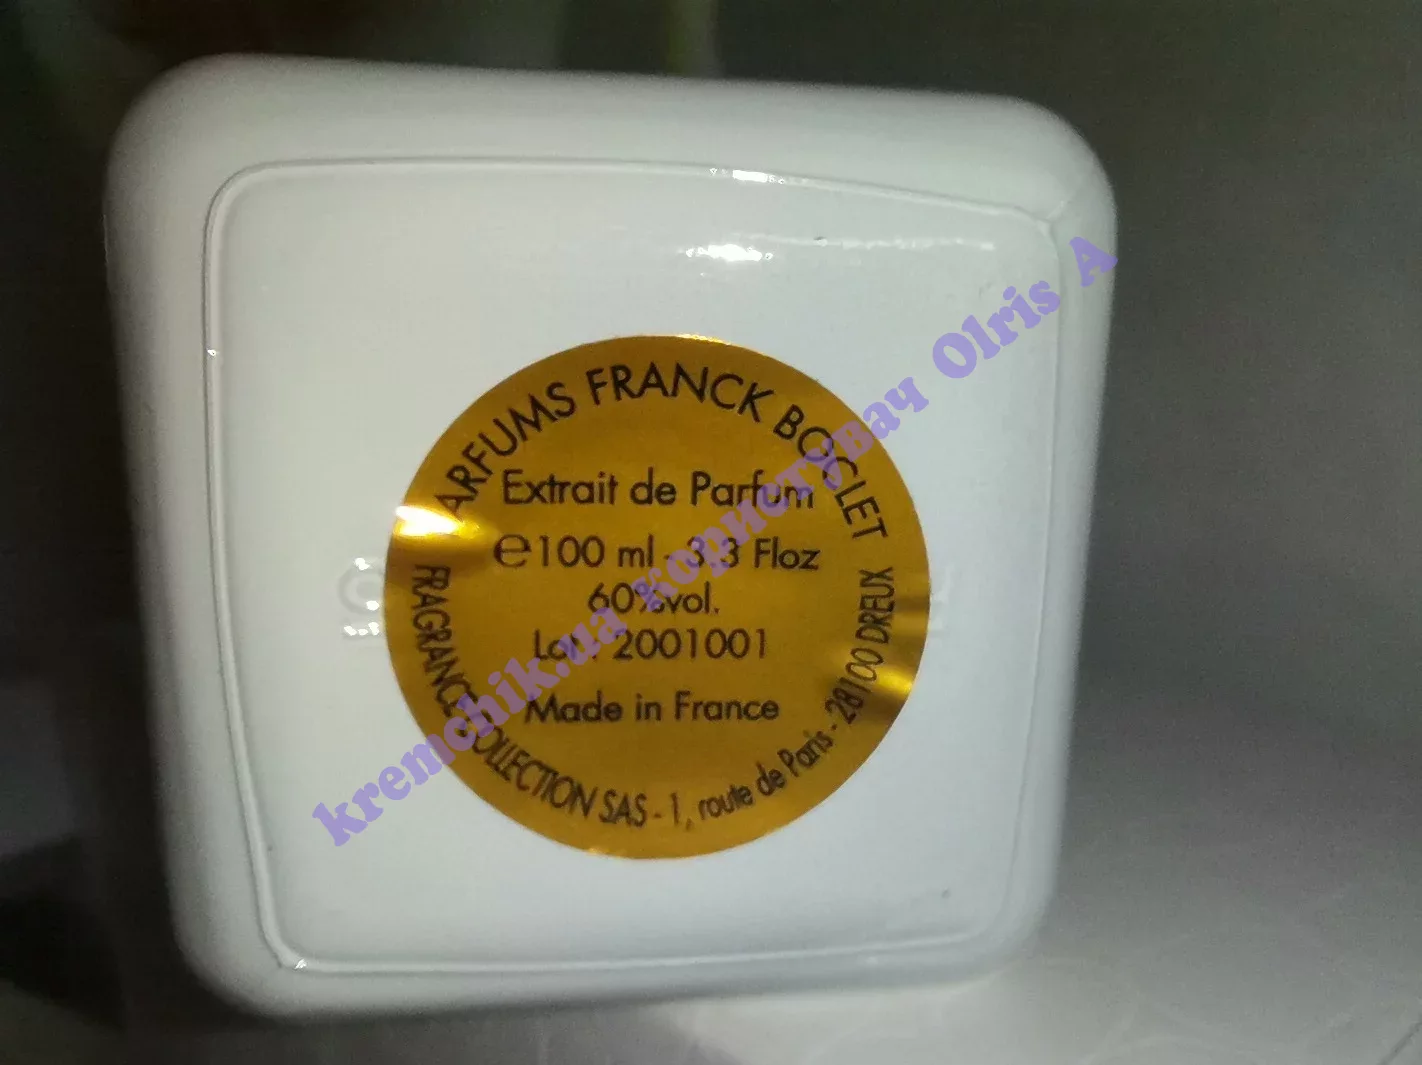 PARFUMS FRANCK BOCLET
Extrait de Parfum
℮100 ml - 3.3 Floz
60%vol.
Lot : 2001001
Made in France
FRAGRANCE COLLECTION SAS - 1, route de Paris - 28100 DREUX
kremchik.ua користувач Olris A